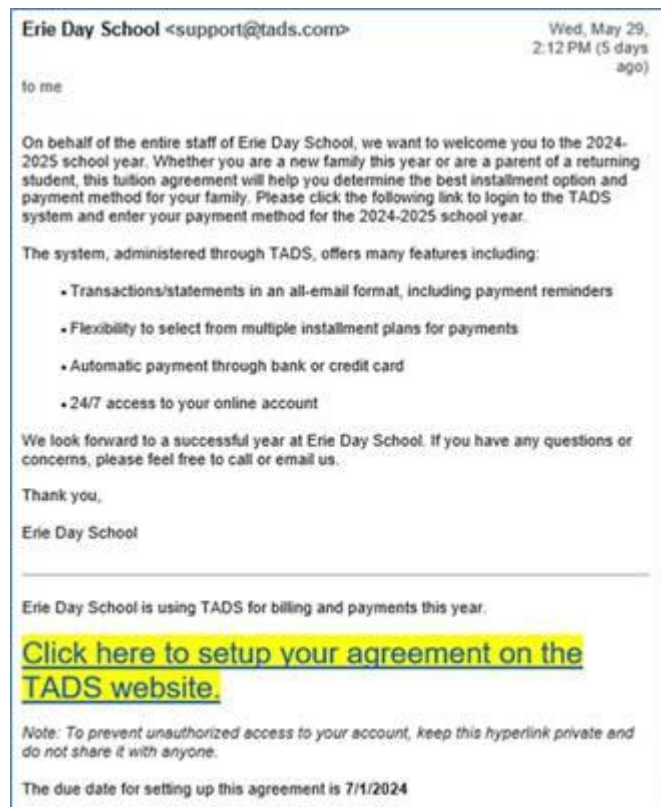 Erie Day School <support@tads.com>
Wed, May 29,
2:12 PM (5 days
ago)
to me
On behalf of the entire staff of Erie Day School, we want to welcome you to the 2024-
2025 school year. Whether you are a new family this year or are a parent of a returning
student, this tuition agreement will help you determine the best installment option and
payment method for your family. Please click the following link to login to the TADS
system and enter your payment method for the 2024-2025 school year.
The system, administered through TADS, offers many features including:
• Transactions/statements in an all-email format, including payment reminders
• Flexibility to select from multiple installment plans for payments
• Automatic payment through bank or credit card
• 24/7 access to your online account
We look forward to a successful year at Erie Day School. If you have any questions or
concerns, please feel free to call or email us.
Thank you,
Erie Day School
Erie Day School is using TADS for billing and payments this year.
Click here to setup your agreement on the
TADS website.
Note: To prevent unauthorized access to your account, keep this hyperlink private and
do not share it with anyone.
The due date for setting up this agreement is 7/1/2024